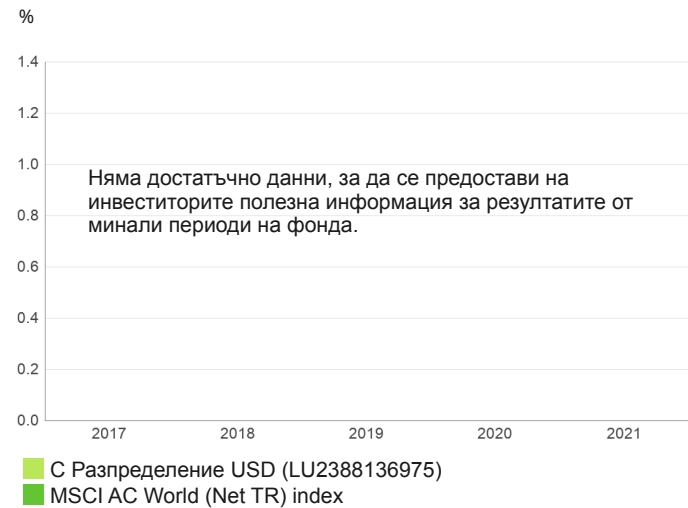 %
1.4
1.2
1.0
Няма достатъчно данни, за да се предостави на
инвеститорите полезна информация за резултатите от
минали периоди на фонда.
0.8
0.6
0.4
0.2
0.0
2017 2018 2019 2020 2021
C Разпределение USD (LU2388136975)
MSCI AC World (Net TR) index